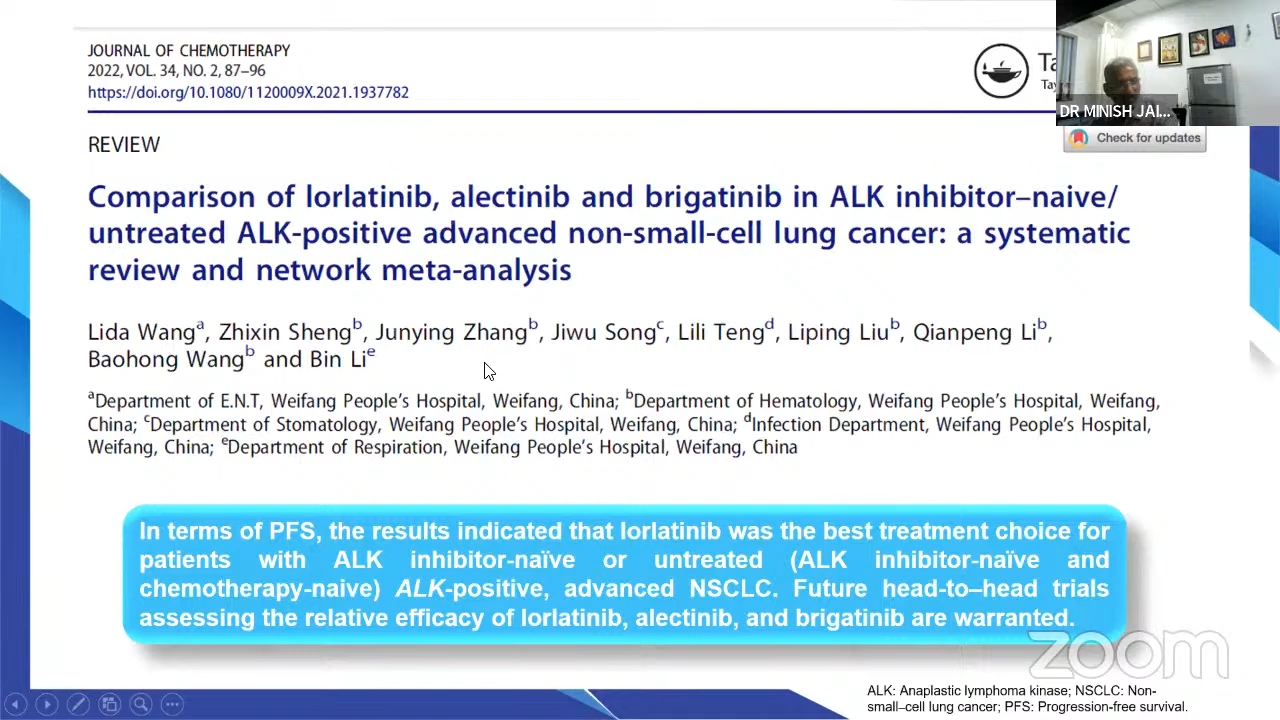 JOURNAL OF CHEMOTHERAPY
2022, VOL. 34, NO. 2, 87–96
https://doi.org/10.1080/1120009X.2021.1937782
DR MINISH JAI...
Check for updates
REVIEW
Comparison of lorlatinib, alectinib and brigatinib in ALK inhibitor–naive/
untreated ALK-positive advanced non-small-cell lung cancer: a systematic
review and network meta-analysis
Lida Wangᵃ, Zhixin Shengᵇ, Junying Zhangᵇ, Jiwu Songᶜ, Lili Tengᵈ, Liping Liuᵇ, Qianpeng Liᵇ,
Baohong Wangᵇ and Bin Liᵉ
ᵃDepartment of E.N.T, Weifang People’s Hospital, Weifang, China; ᵇDepartment of Hematology, Weifang People’s Hospital, Weifang,
China; ᶜDepartment of Stomatology, Weifang People’s Hospital, Weifang, China; ᵈInfection Department, Weifang People’s Hospital,
Weifang, China; ᵉDepartment of Respiration, Weifang People’s Hospital, Weifang, China
In terms of PFS, the results indicated that lorlatinib was the best treatment choice for
patients with ALK inhibitor-naïve or untreated (ALK inhibitor-naïve and
chemotherapy-naive) ALK-positive, advanced NSCLC. Future head-to–head trials
assessing the relative efficacy of lorlatinib, alectinib, and brigatinib are warranted.
zoom
ALK: Anaplastic lymphoma kinase; NSCLC: Non-
small–cell lung cancer; PFS: Progression-free survival.